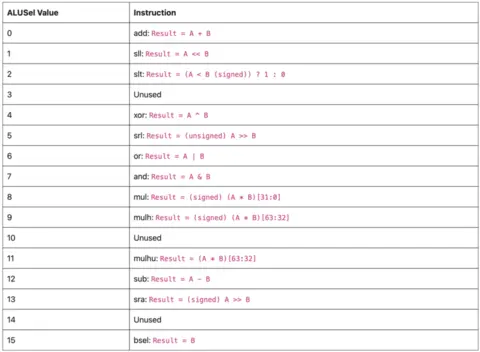 ALUSel Value Instruction
0 add: Result = A + B
1 sll: Result = A << B
2 slt: Result = (A < B (signed)) ? 1 : 0
3 Unused
4 xor: Result = A ^ B
5 srl: Result = (unsigned) A >> B
6 or: Result = A | B
7 and: Result = A & B
8 mul: Result = (signed) (A * B)[31:0]
9 mulh: Result = (signed) (A * B)[63:32]
10 Unused
11 mulhu: Result = (A * B)[63:32]
12 sub: Result = A - B
13 sra: Result = (signed) A >> B
14 Unused
15 bsel: Result = B